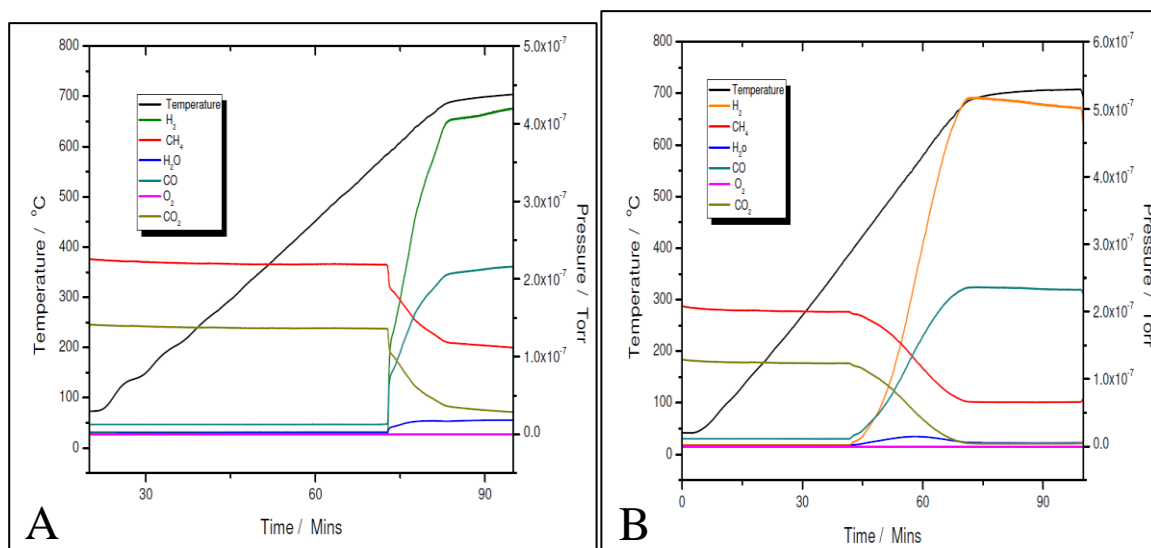 800
700
600
500
400
300
200
100
0
Temperature / °C
Temperature
H2
CH4
H2O
CO
O2
CO2
5.0x10-7
4.0x10-7
3.0x10-7
2.0x10-7
1.0x10-7
0.0
Pressure / Torr
30
60
90
Time / Mins
A
800
700
600
500
400
300
200
100
0
Temperature / °C
Temperature
H2
CH4
H2o
CO
O2
CO2
6.0x10-7
5.0x10-7
4.0x10-7
3.0x10-7
2.0x10-7
1.0x10-7
0.0
Pressure / Torr
0
30
60
90
Time / Mins
B